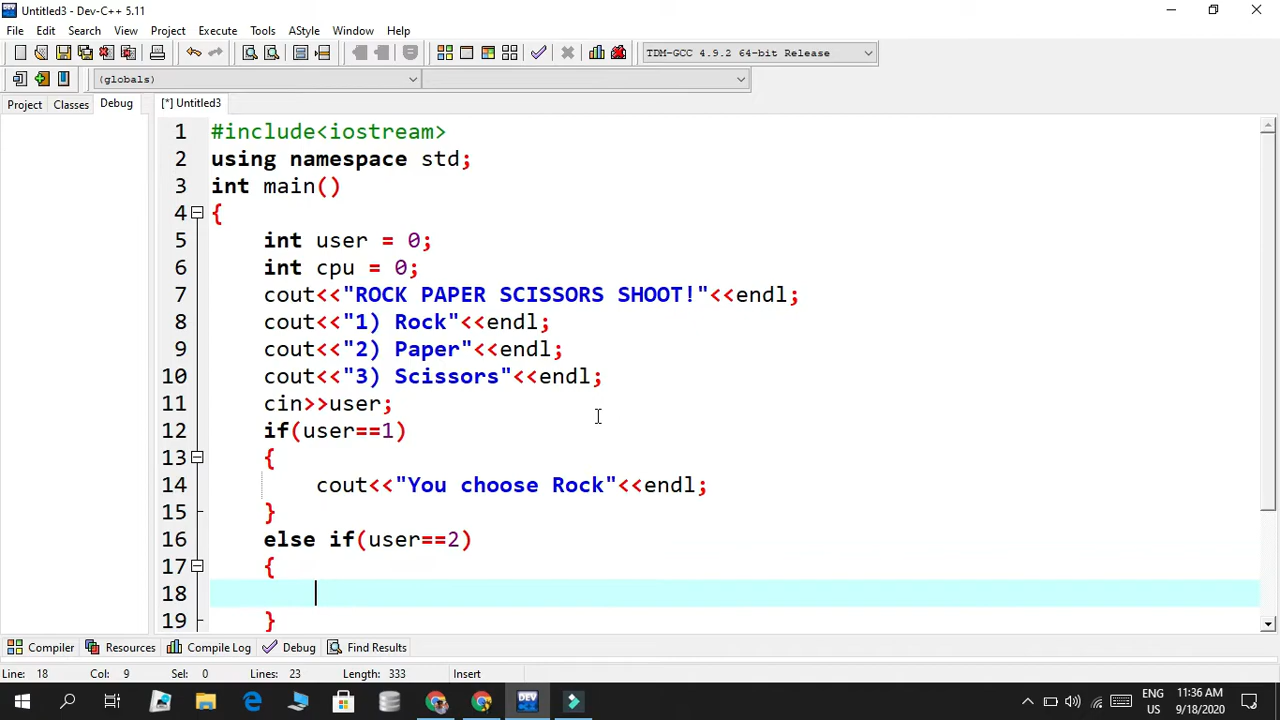 Untitled3 - Dev-C++ 5.11
File Edit Search View Project Execute Tools AStyle Window Help
TDM-GCC 4.9.2 64-bit Release
(globals)
Project Classes Debug [*] Untitled3
1 #include<iostream>
2 using namespace std;
3 int main()
4 {
5 int user = 0;
6 int cpu = 0;
7 cout<<"ROCK PAPER SCISSORS SHOOT!"<<endl;
8 cout<<"1) Rock"<<endl;
9 cout<<"2) Paper"<<endl;
10 cout<<"3) Scissors"<<endl;
11 cin>>user;
12 if(user==1)
13 {
14 cout<<"You choose Rock"<<endl;
15 }
16 else if(user==2)
17 {
18
19 }
Compiler Resources Compile Log Debug Find Results
Line: 18 Col: 9 Sel: 0 Lines: 23 Length: 333 Insert
DEV
ENG 11:36 AM
US 9/18/2020